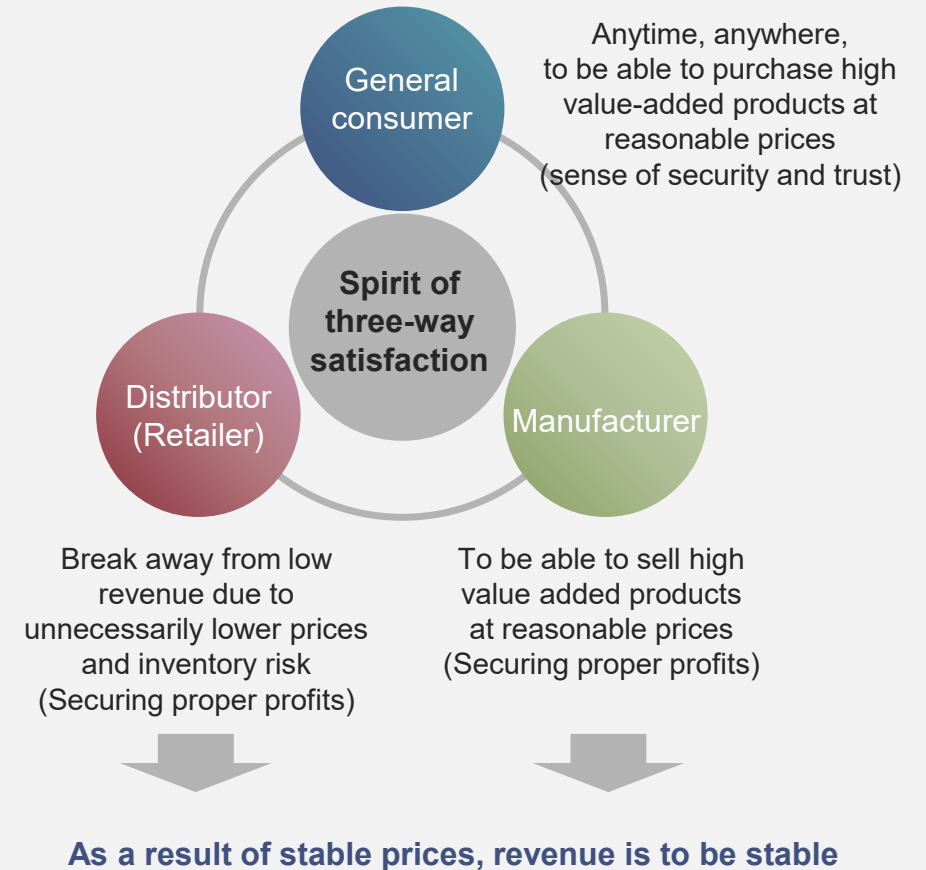 General
consumer
Anytime, anywhere,
to be able to purchase high
value-added products at
reasonable prices
(sense of security and trust)
Spirit of
three-way
satisfaction
Distributor
(Retailer)
Manufacturer
Break away from low
revenue due to
unnecessarily lower prices
and inventory risk
(Securing proper profits)
To be able to sell high
value added products
at reasonable prices
(Securing proper profits)
As a result of stable prices, revenue is to be stable